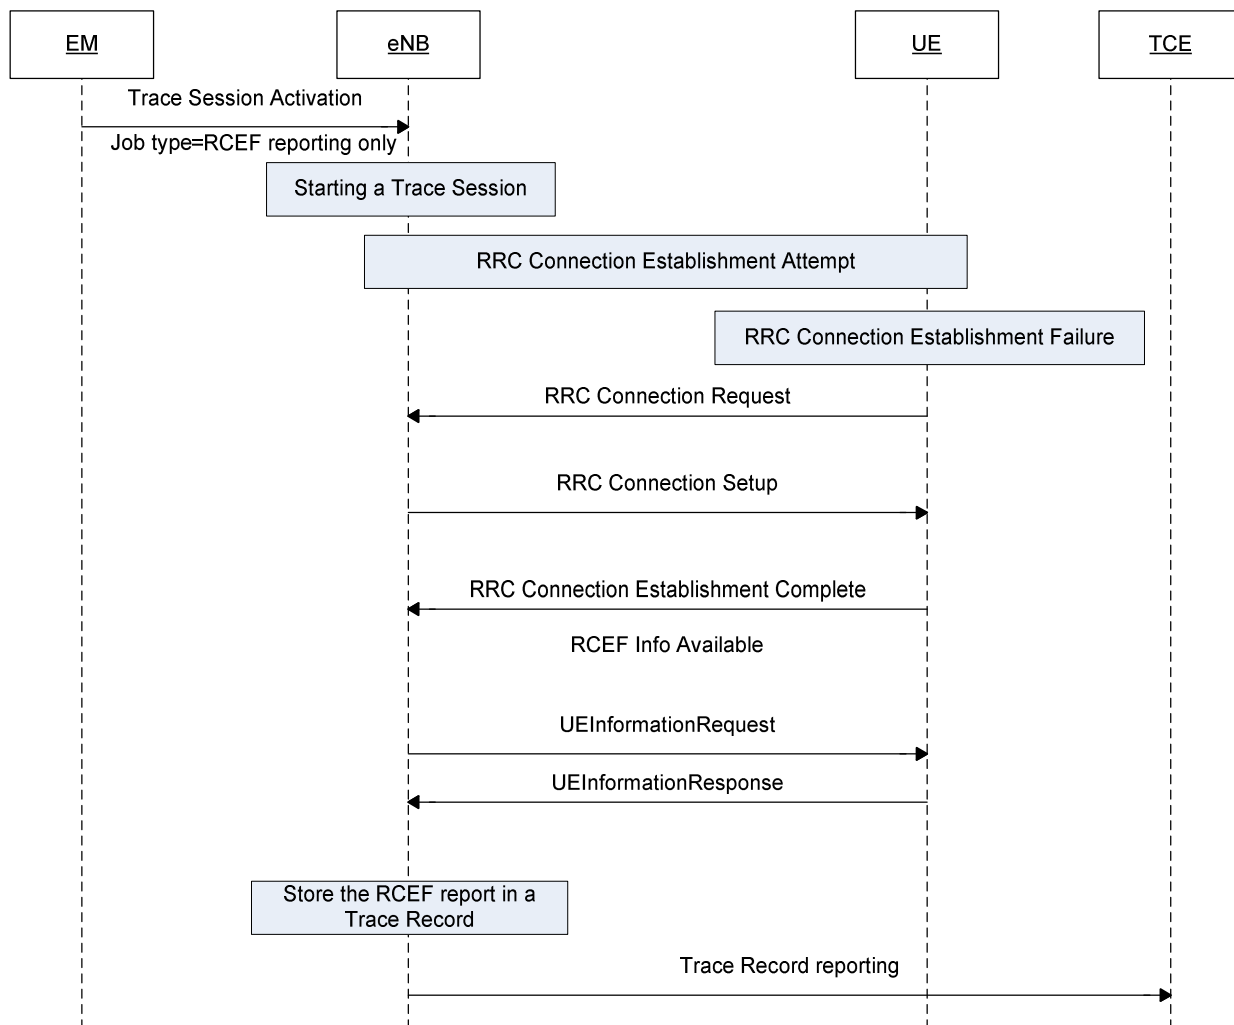 EM
eNB
UE
TCE
Trace Session Activation
Job type=RCEF reporting only
Starting a Trace Session
RRC Connection Establishment Attempt
RRC Connection Establishment Failure
RRC Connection Request
RRC Connection Setup
RRC Connection Establishment Complete
RCEF Info Available
UEInformationRequest
UEInformationResponse
Store the RCEF report in a
Trace Record
Trace Record reporting